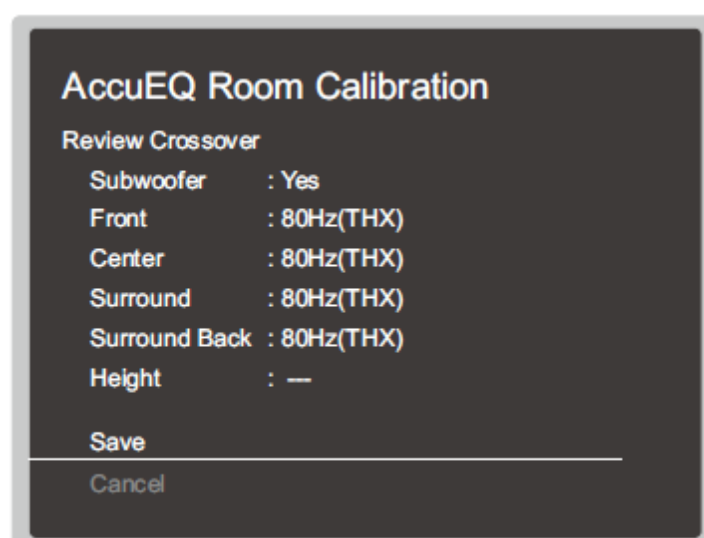 AccuEQ Room Calibration
Review Crossover
Subwoofer : Yes
Front : 80Hz(THX)
Center : 80Hz(THX)
Surround : 80Hz(THX)
Surround Back : 80Hz(THX)
Height : ---
Save
Cancel